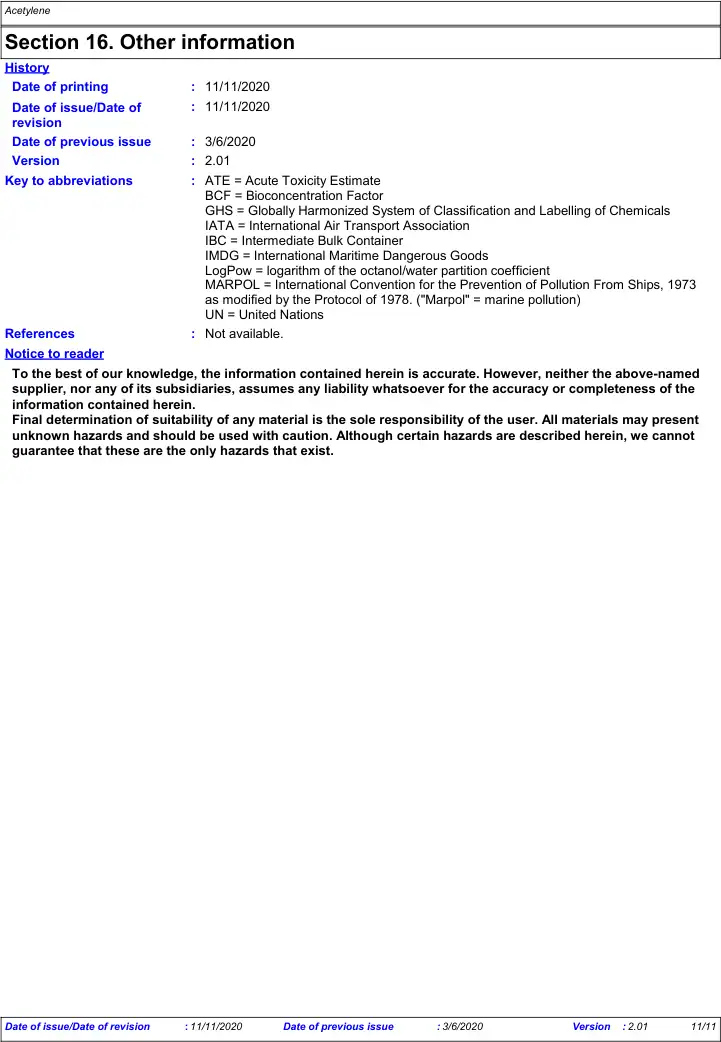 Acetylene
Section 16. Other information
History
Date of printing : 11/11/2020
Date of issue/Date of : 11/11/2020
revision
Date of previous issue : 3/6/2020
Version : 2.01
Key to abbreviations : ATE = Acute Toxicity Estimate
BCF = Bioconcentration Factor
GHS = Globally Harmonized System of Classification and Labelling of Chemicals
IATA = International Air Transport Association
IBC = Intermediate Bulk Container
IMDG = International Maritime Dangerous Goods
LogPow = logarithm of the octanol/water partition coefficient
MARPOL = International Convention for the Prevention of Pollution From Ships, 1973
as modified by the Protocol of 1978. ("Marpol" = marine pollution)
UN = United Nations
References : Not available.
Notice to reader
To the best of our knowledge, the information contained herein is accurate. However, neither the above-named
supplier, nor any of its subsidiaries, assumes any liability whatsoever for the accuracy or completeness of the
information contained herein.
Final determination of suitability of any material is the sole responsibility of the user. All materials may present
unknown hazards and should be used with caution. Although certain hazards are described herein, we cannot
guarantee that these are the only hazards that exist.
Date of issue/Date of revision : 11/11/2020 Date of previous issue : 3/6/2020 Version : 2.01 11/11